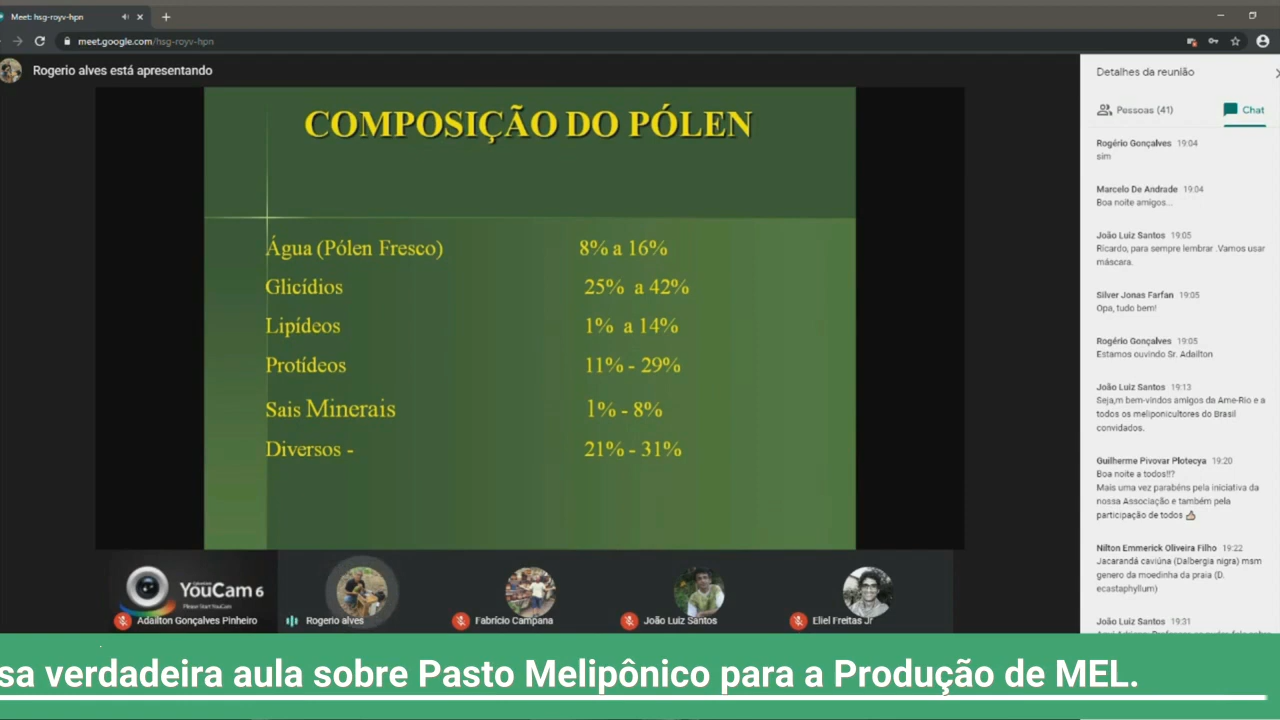 Meet: hsg-royv-hpn
meet.google.com/hsg-royv-hpn
Rogerio alves está apresentando
COMPOSIÇÃO DO PÓLEN
Água (Pólen Fresco) 8% a 16%
Glicídios 25% a 42%
Lipídeos 1% a 14%
Protídeos 11% - 29%
Sais Minerais 1% - 8%
Diversos - 21% - 31%
YouCam 6
Please Start YouCam
Adailton Gonçalves Pinheiro
Rogerio alves
Fabrício Campana
João Luiz Santos
Eliel Freitas Jr
Detalhes da reunião
Pessoas (41)
Chat
Rogério Gonçalves 19:04
sim
Marcelo De Andrade 19:04
Boa noite amigos...
João Luiz Santos 19:05
Ricardo, para sempre lembrar .Vamos usar
máscara.
Silver Jonas Farfan 19:05
Opa, tudo bem!
Rogério Gonçalves 19:05
Estamos ouvindo Sr. Adailton
João Luiz Santos 19:13
Seja,m bem-vindos amigos da Ame-Rio e a
todos os meliponicultores do Brasil
convidados.
Guilherme Pivovar Plotecya 19:20
Boa noite a todos!!?
Mais uma vez parabéns pela iniciativa da
nossa Associação e também pela
participação de todos 👍
Nilton Emmerick Oliveira Filho 19:22
Jacarandá caviúna (Dalbergia nigra) msm
genero da moedinha da praia (D.
ecastaphyllum)
João Luiz Santos 19:31
sa verdadeira aula sobre Pasto Melipônico para a Produção de MEL.